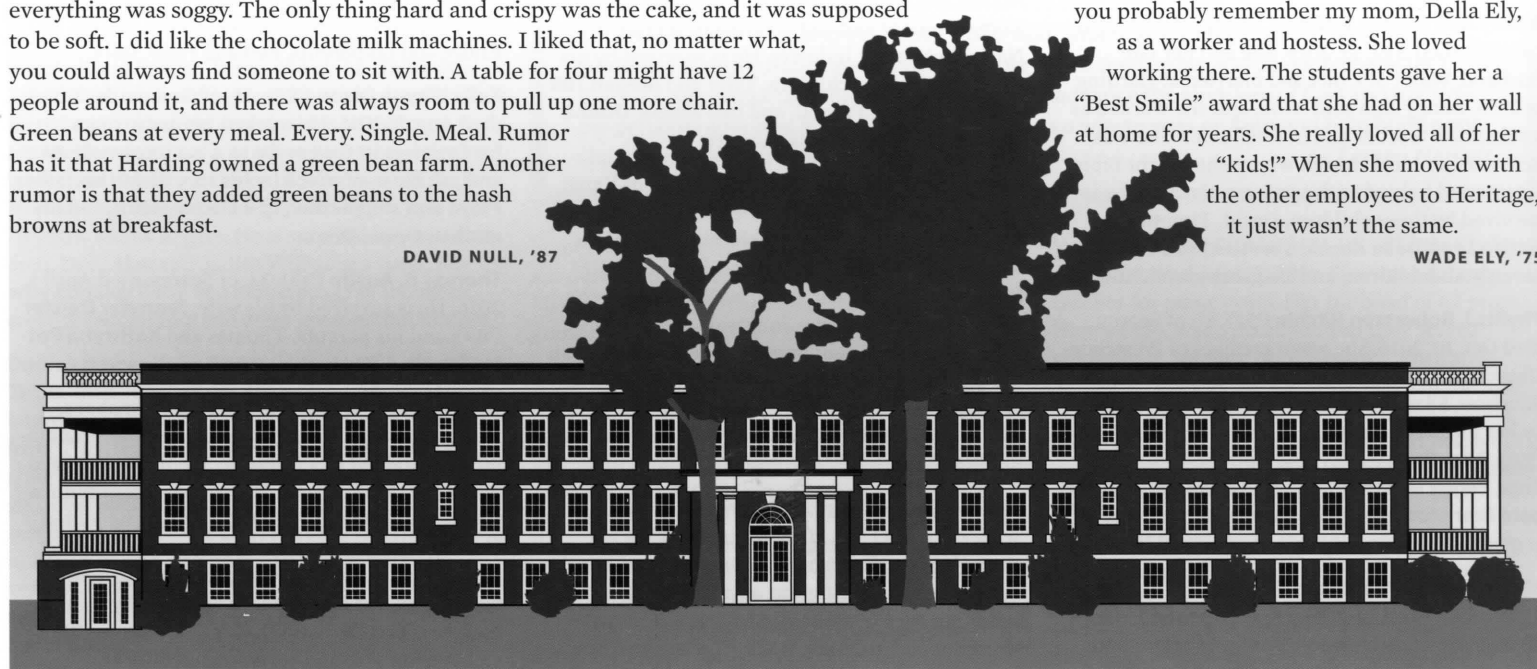 everything was soggy. The only thing hard and crispy was the cake, and it was supposed
to be soft. I did like the chocolate milk machines. I liked that, no matter what,
you could always find someone to sit with. A table for four might have 12
people around it, and there was always room to pull up one more chair.
Green beans at every meal. Every. Single. Meal. Rumor
has it that Harding owned a green bean farm. Another
rumor is that they added green beans to the hash
browns at breakfast.
DAVID NULL, ’87
you probably remember my mom, Della Ely,
as a worker and hostess. She loved
working there. The students gave her a
“Best Smile” award that she had on her wall
at home for years. She really loved all of her
“kids!” When she moved with
the other employees to Heritage,
it just wasn’t the same.
WADE ELY, ’75